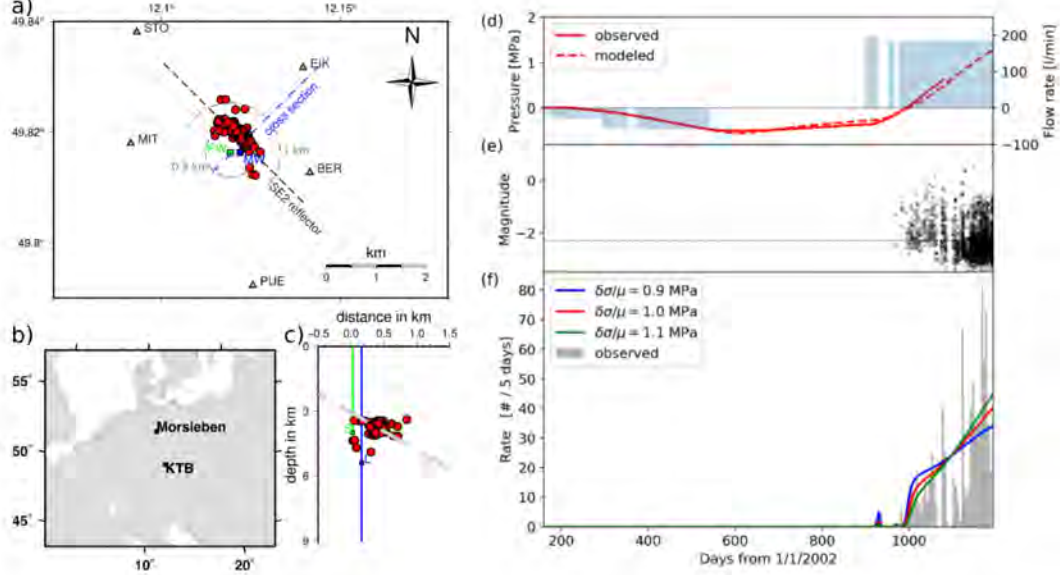 a)
12.1°
12.15°
49.84°
STO
N
EIK
cross section
49.82°
MIT
1 km
BER
SE2 reflector
49.8°
km
PUE
0
1
2
b)
55°
Morsleben
50°
KTB
45°
10°
20°
c)
distance in km
-0.5
0.0
0.5
1.0
1.5
0
depth in km
6
9
(d)
2
1
0
-1
Pressure [MPa]
observed
modeled
200
100
0
-100
Flow rate [l/min]
(e)
0
-2
Magnitude
(f)
80
70
60
50
40
30
20
10
0
Rate [# / 5 days]
δσ/μ = 0.9 MPa
δσ/μ = 1.0 MPa
δσ/μ = 1.1 MPa
observed
200
400
600
800
1000
Days from 1/1/2002